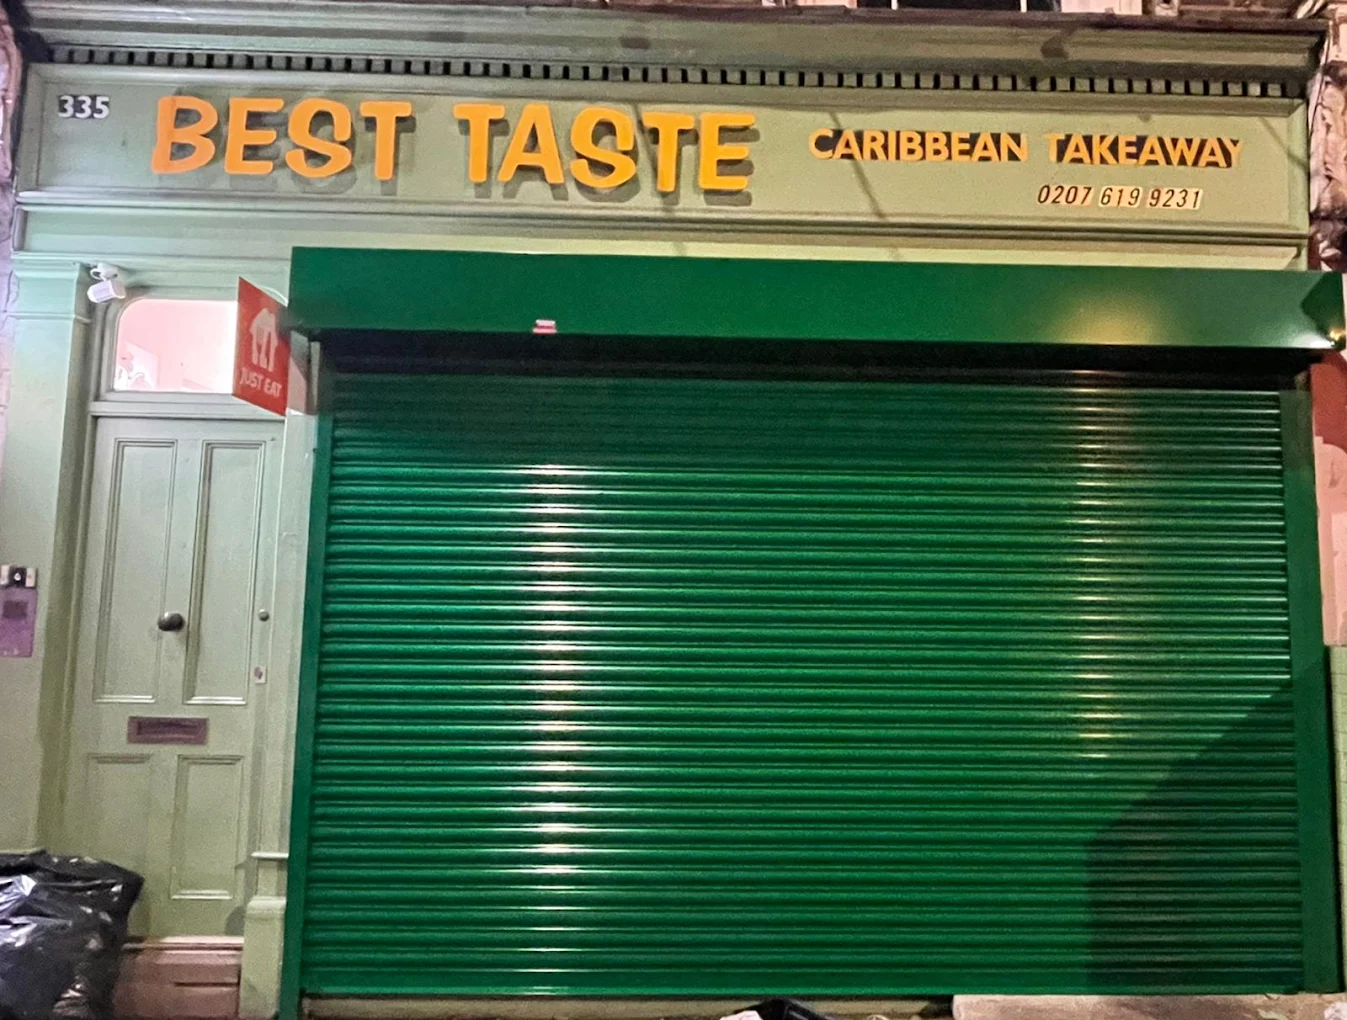 335
BEST TASTE
CARIBBEAN TAKEAWAY
0207 619 9231
JUST EAT